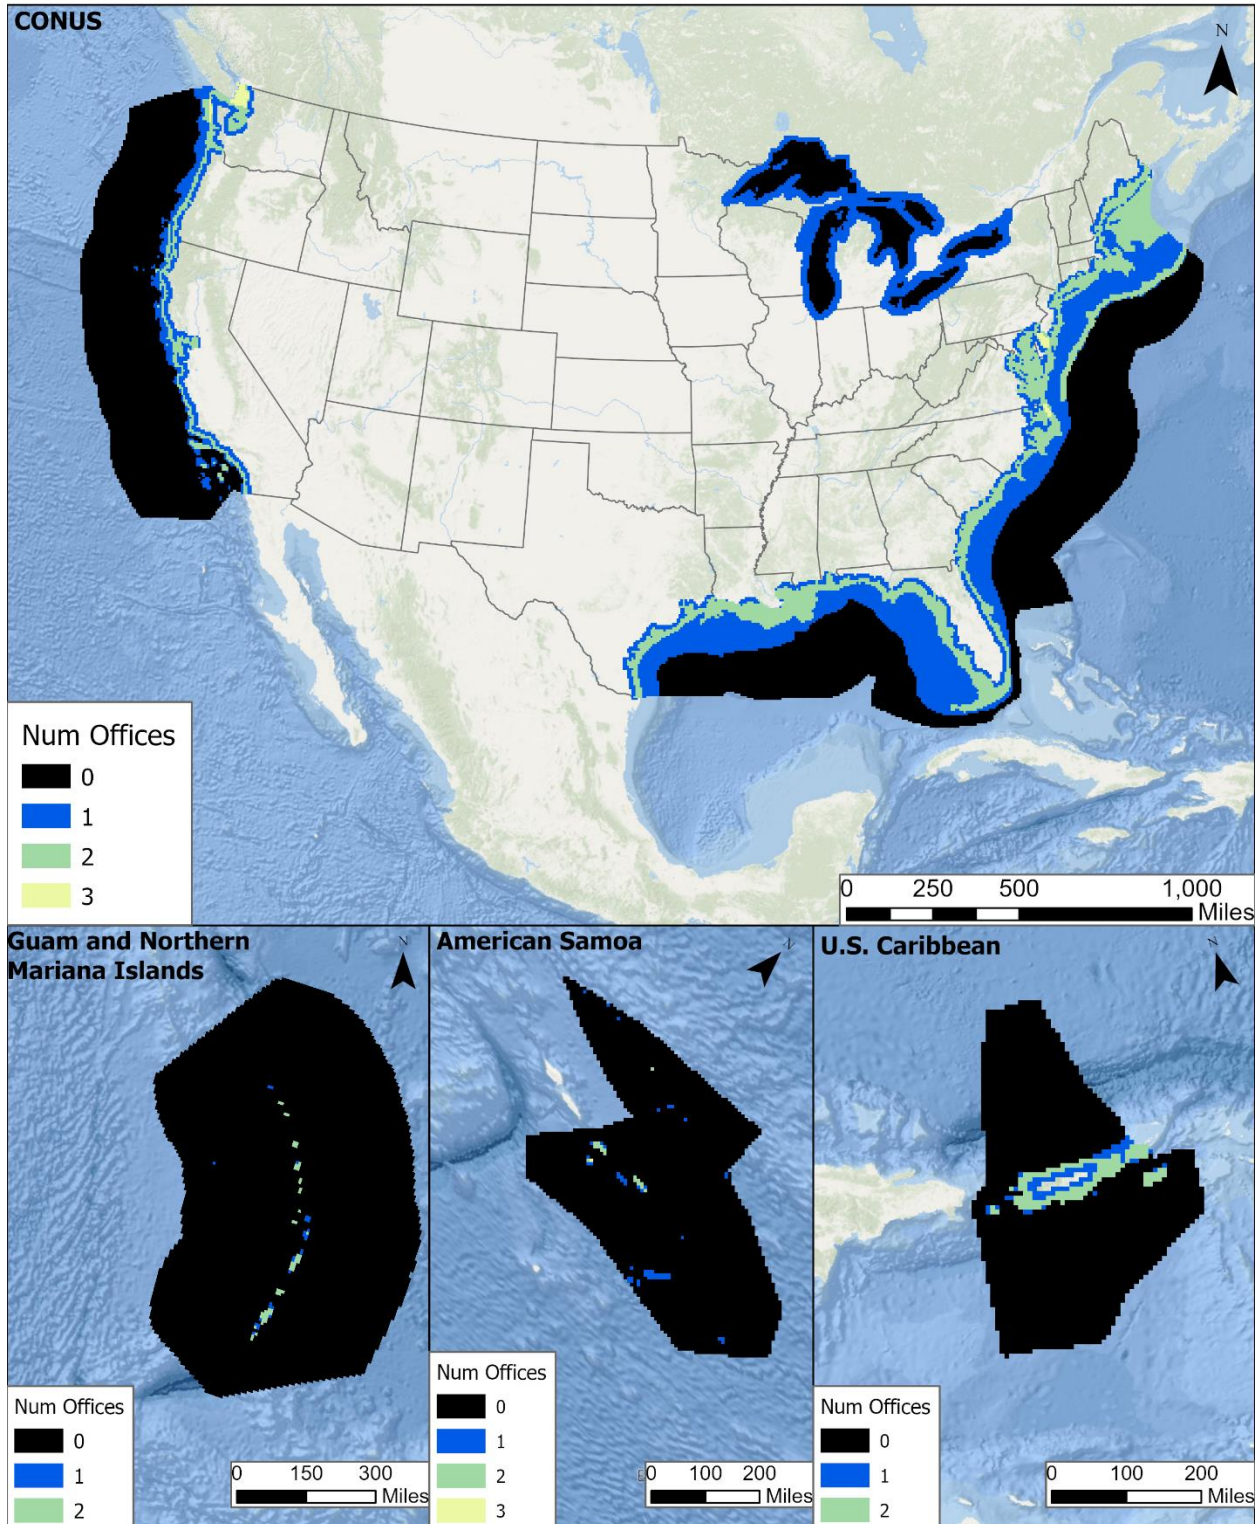 CONUS
N
Num Offices
0
1
2
3
0 250 500 1,000
Miles
Guam and Northern
Mariana Islands
N
Num Offices
0
1
2
0 150 300
Miles
American Samoa
N
Num Offices
0
1
2
3
0 100 200
Miles
U.S. Caribbean
N
Num Offices
0
1
2
0 100 200
Miles